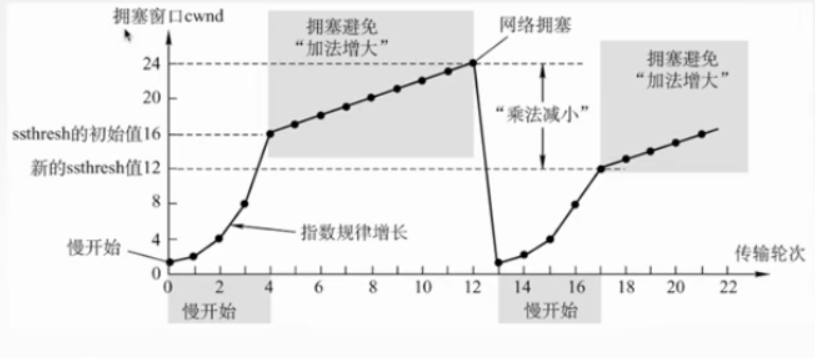 拥塞窗口cwnd
拥塞避免
“加法增大”
网络拥塞
拥塞避免
“加法增大”
24
20
“乘法减小”
ssthresh的初始值16
新的ssthresh值12
8
指数规律增长
慢开始
4
传输轮次
0
0 2 4 6 8 10 12 14 16 18 20 22
慢开始
慢开始